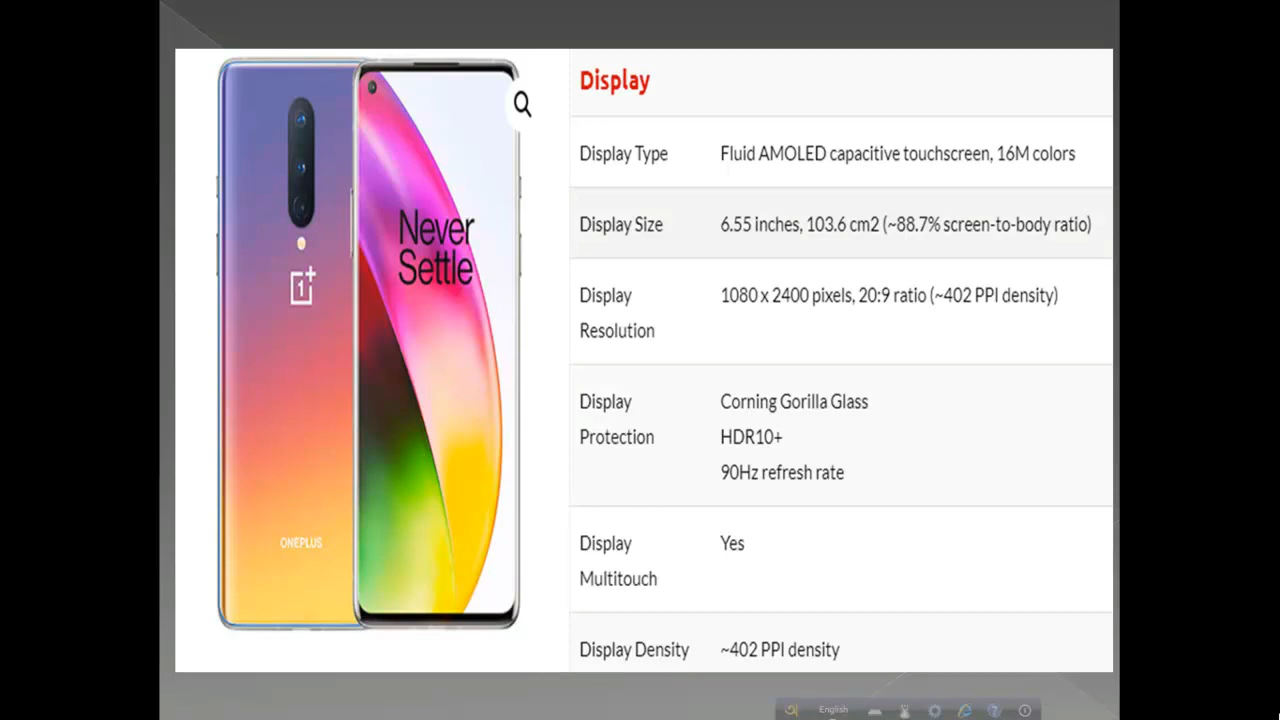 Never
Settle
1+
ONEPLUS
Display
Display Type Fluid AMOLED capacitive touchscreen, 16M colors
Display Size 6.55 inches, 103.6 cm2 (~88.7% screen-to-body ratio)
Display Resolution 1080 x 2400 pixels, 20:9 ratio (~402 PPI density)
Display Protection Corning Gorilla Glass
HDR10+
90Hz refresh rate
Display Multitouch Yes
Display Density ~402 PPI density
English